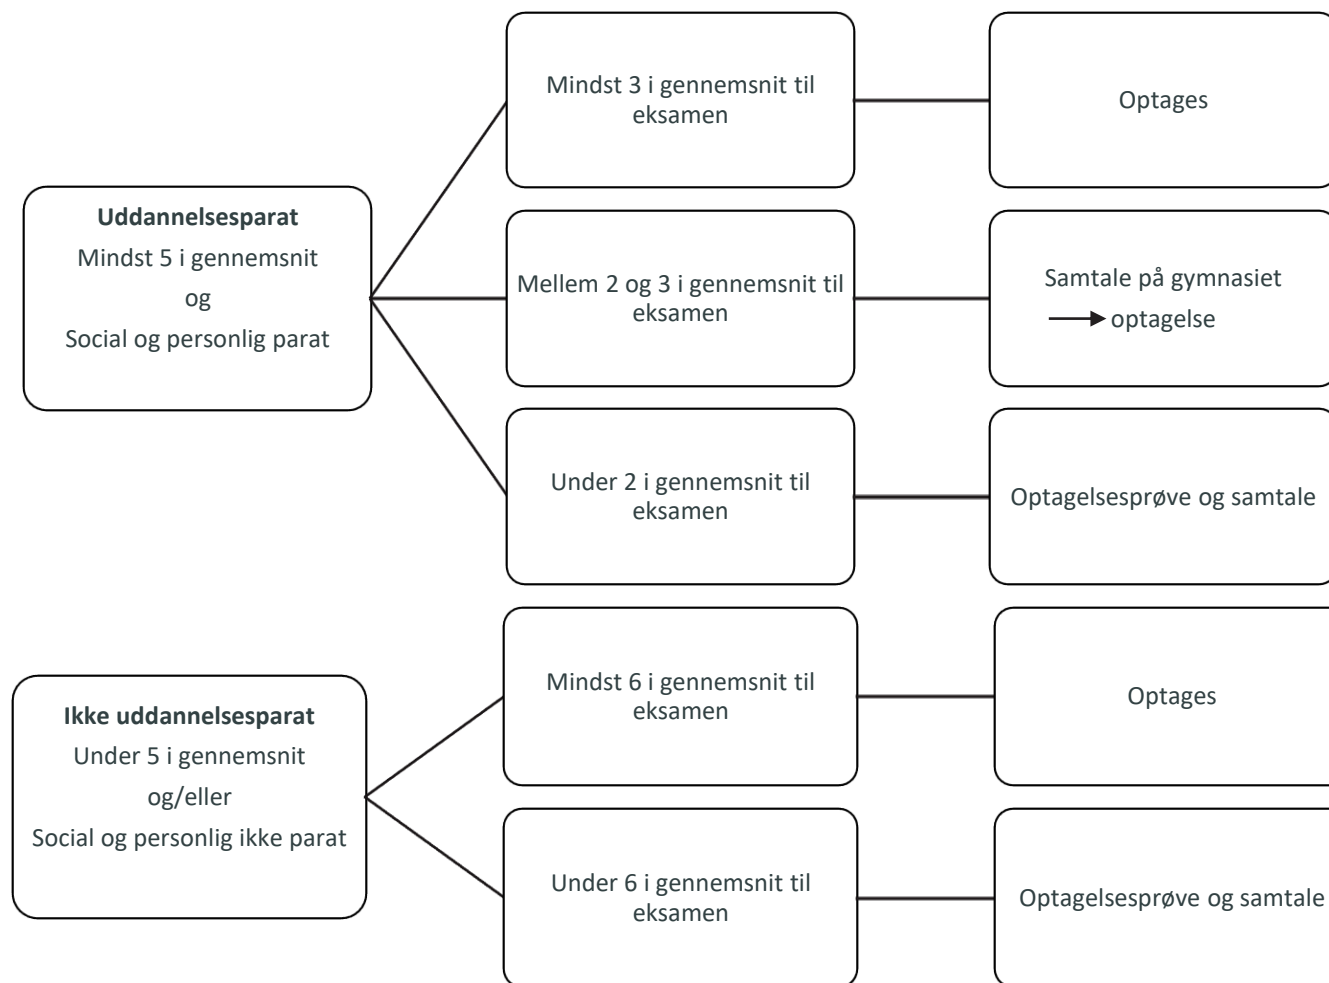 Uddannelsesparat
Mindst 5 i gennemsnit
og
Social og personlig parat
Mindst 3 i gennemsnit til
eksamen
Optages
Mellem 2 og 3 i gennemsnit til
eksamen
Samtale på gymnasiet
optagelse
Under 2 i gennemsnit til
eksamen
Optagelsesprøve og samtale
Ikke uddannelsesparat
Under 5 i gennemsnit
og/eller
Social og personlig ikke parat
Mindst 6 i gennemsnit til
eksamen
Optages
Under 6 i gennemsnit til
eksamen
Optagelsesprøve og samtale